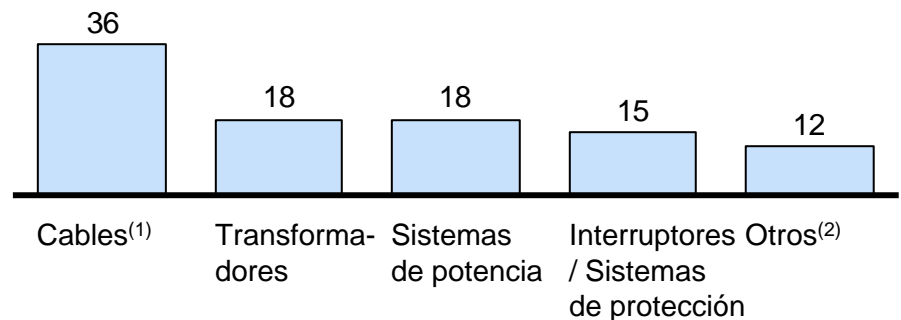 36
18
18
15
12
Cables(1)
Transforma-
dores
Sistemas
de potencia
Interruptores
/ Sistemas
de protección
Otros(2)